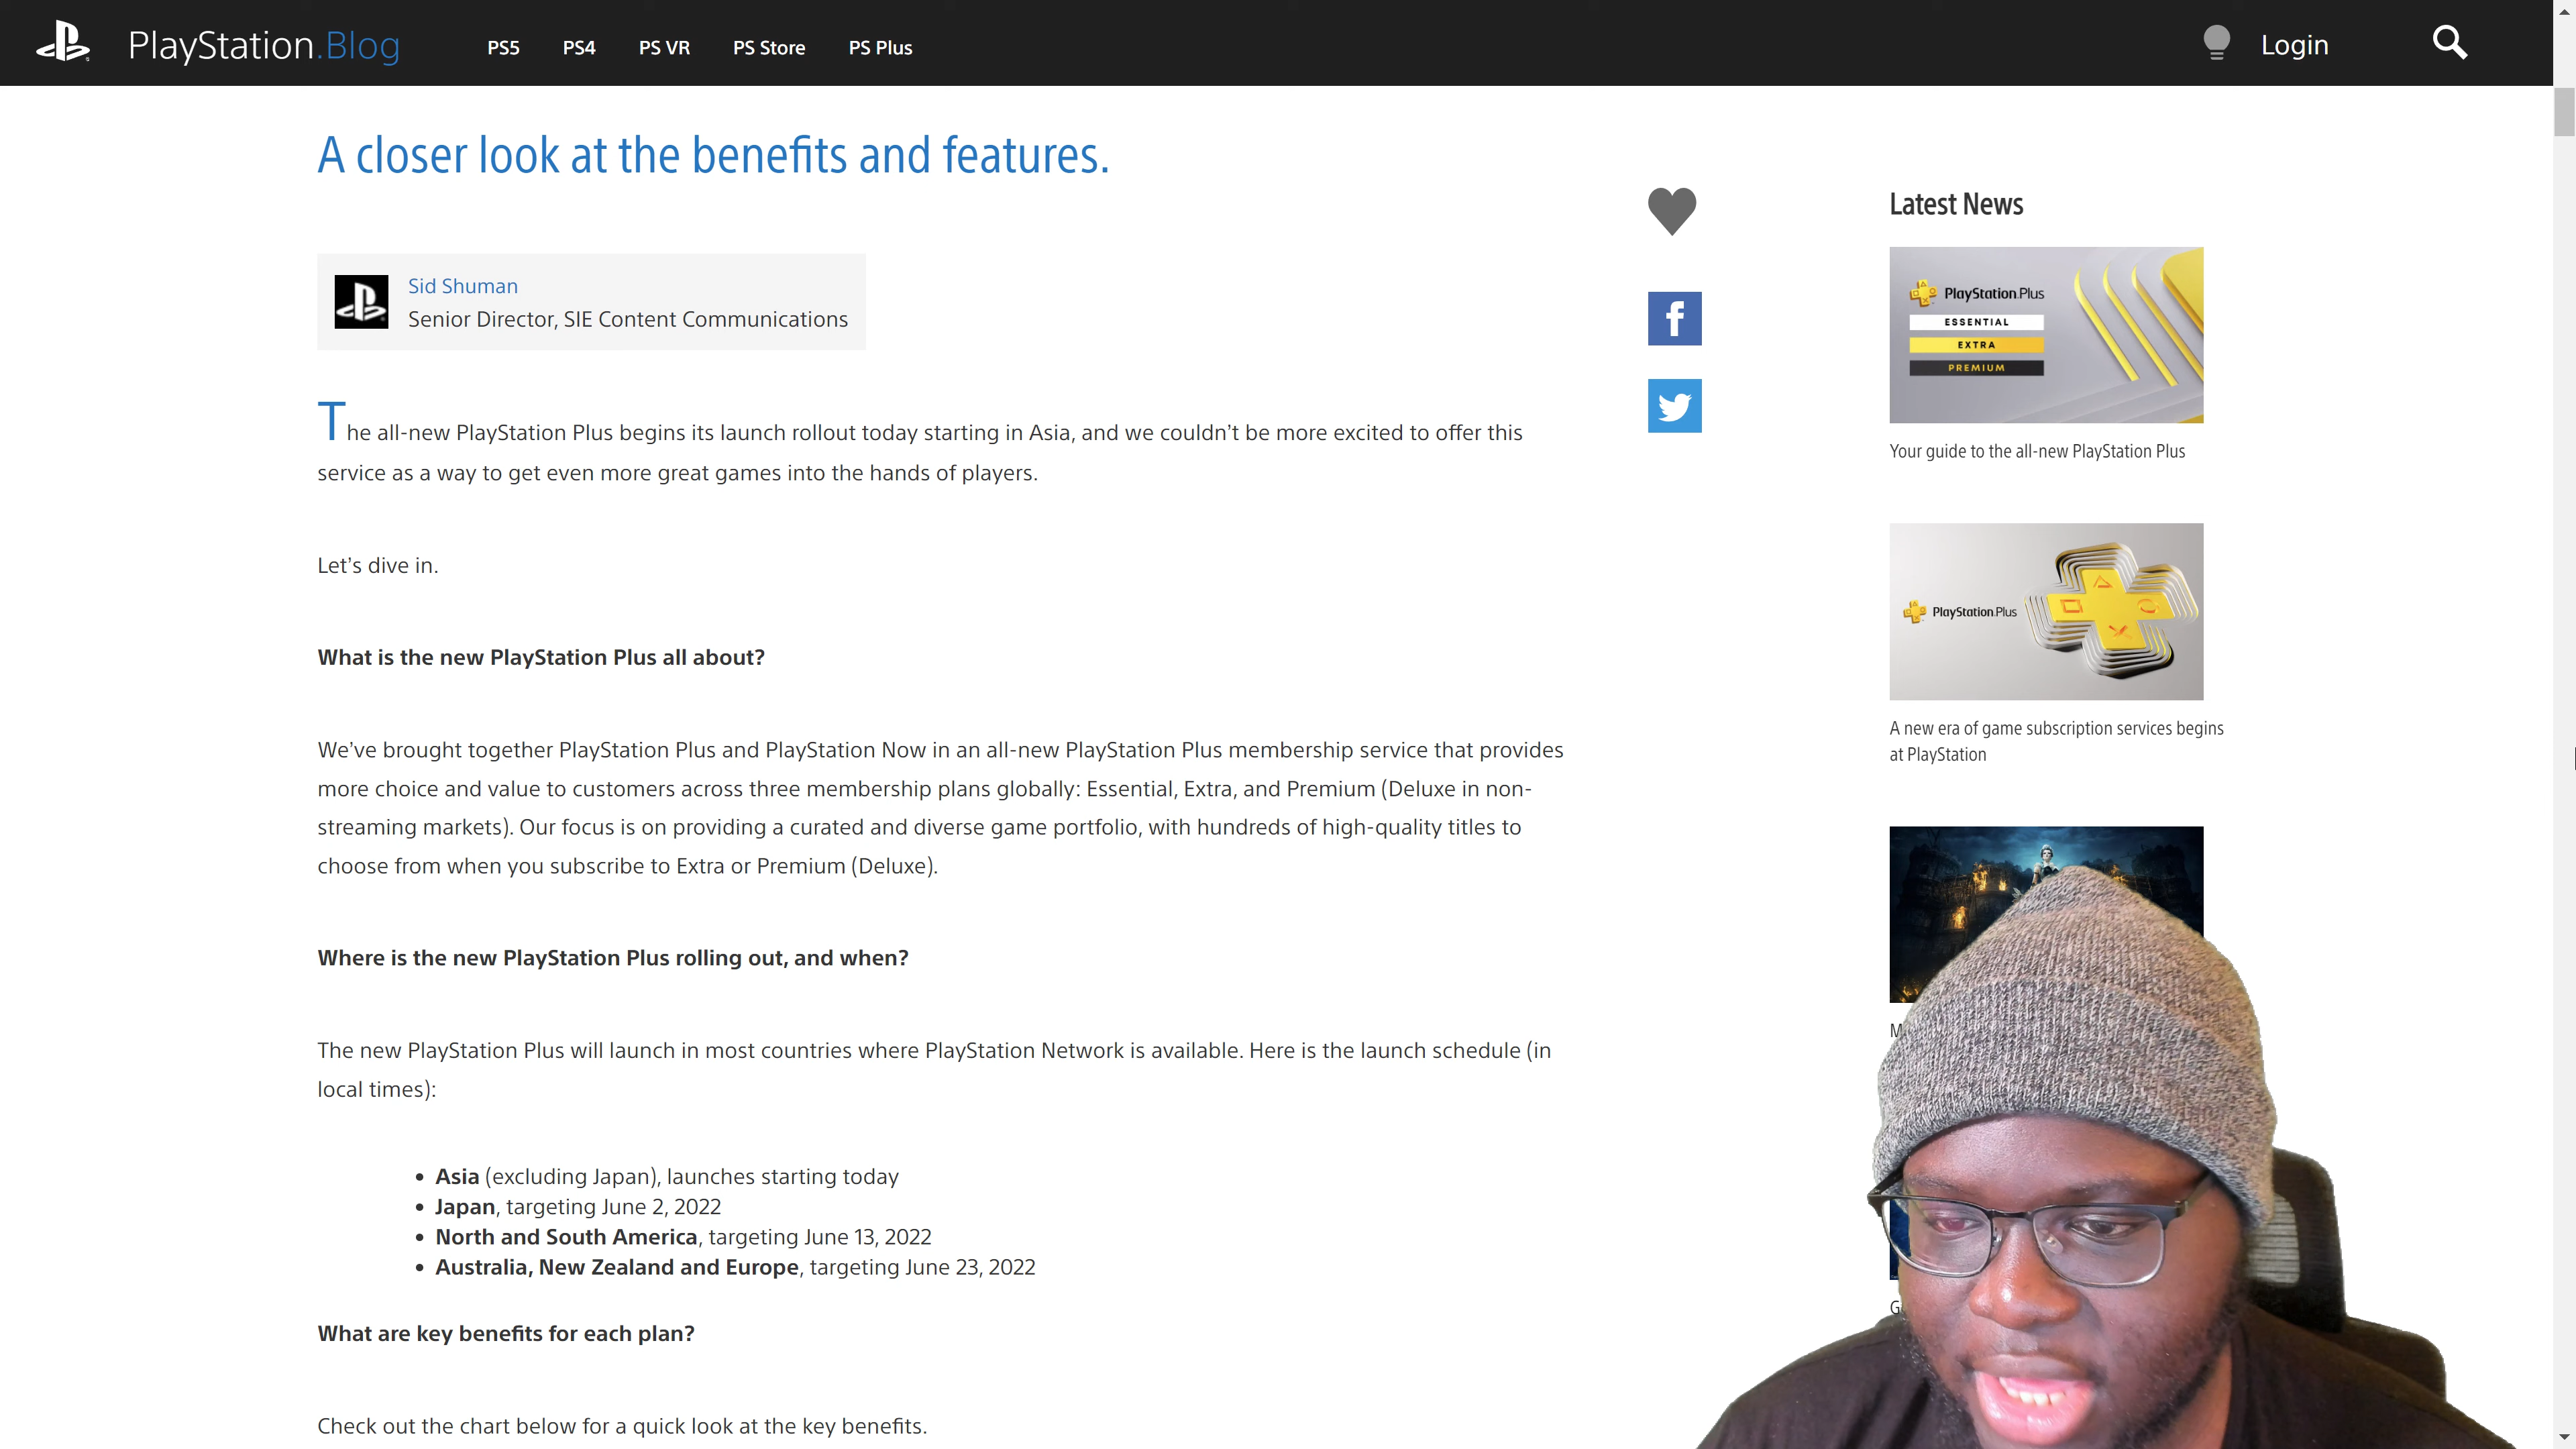 PlayStation.Blog
PS5
PS4
PS VR
PS Store
PS Plus
Login
A closer look at the benefits and features.
Sid Shuman
Senior Director, SIE Content Communications
The all-new PlayStation Plus begins its launch rollout today starting in Asia, and we couldn’t be more excited to offer this
service as a way to get even more great games into the hands of players.
Let’s dive in.
What is the new PlayStation Plus all about?
We’ve brought together PlayStation Plus and PlayStation Now in an all-new PlayStation Plus membership service that provides
more choice and value to customers across three membership plans globally: Essential, Extra, and Premium (Deluxe in non-
streaming markets). Our focus is on providing a curated and diverse game portfolio, with hundreds of high-quality titles to
choose from when you subscribe to Extra or Premium (Deluxe).
Where is the new PlayStation Plus rolling out, and when?
The new PlayStation Plus will launch in most countries where PlayStation Network is available. Here is the launch schedule (in
local times):
• Asia (excluding Japan), launches starting today
• Japan, targeting June 2, 2022
• North and South America, targeting June 13, 2022
• Australia, New Zealand and Europe, targeting June 23, 2022
What are key benefits for each plan?
Check out the chart below for a quick look at the key benefits.
Latest News
PlayStation.Plus
ESSENTIAL
EXTRA
PREMIUM
Your guide to the all-new PlayStation Plus
PlayStation.Plus
A new era of game subscription services begins
at PlayStation